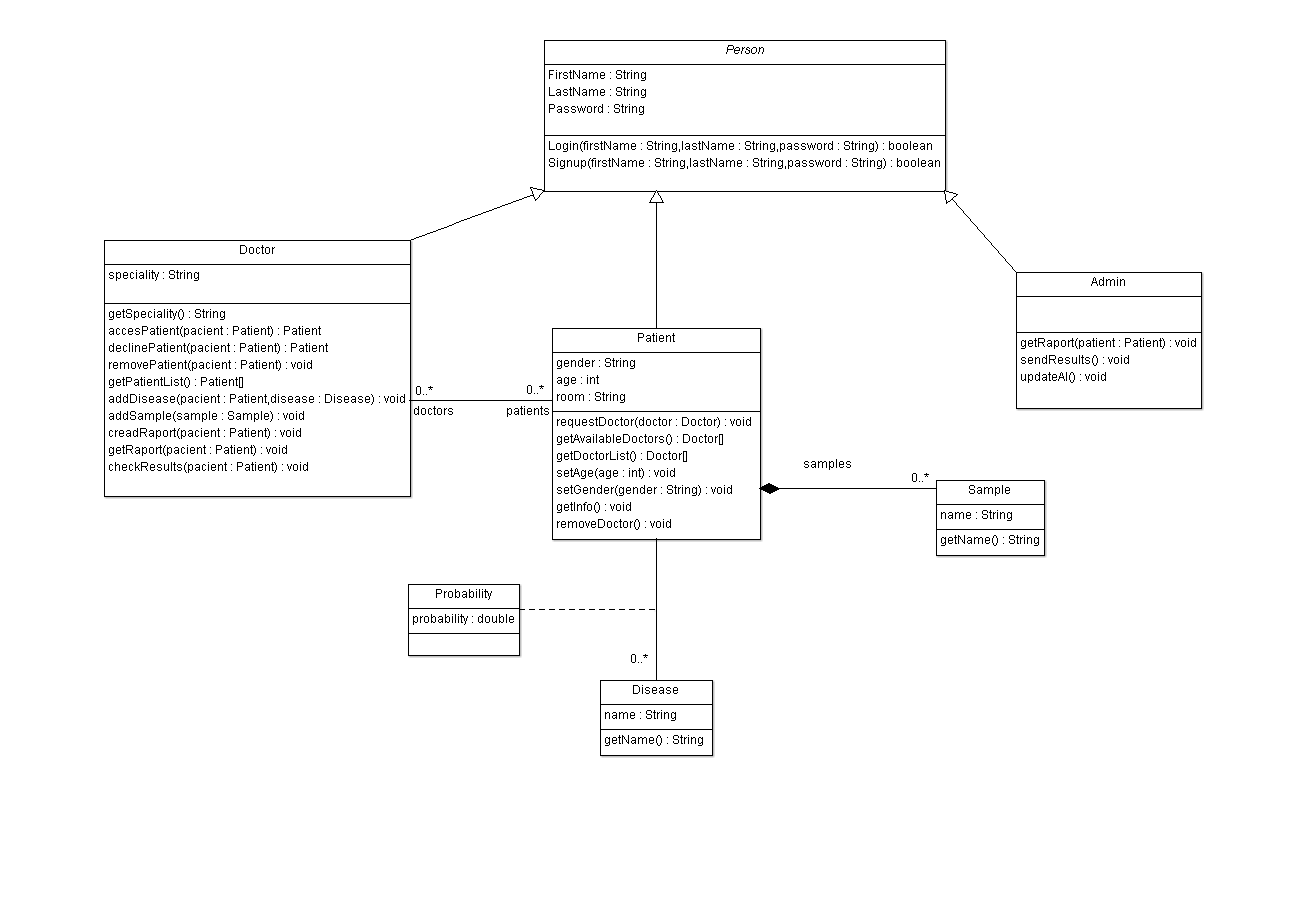 Person
FirstName : String
LastName : String
Password : String
Login(firstName : String,lastName : String,password : String) : boolean
Signup(firstName : String,lastName : String,password : String) : boolean
Doctor
speciality : String
getSpeciality() : String
accesPatient(pacient : Patient) : Patient
declinePatient(pacient : Patient) : Patient
removePatient(pacient : Patient) : void
getPatientList() : Patient[]
addDisease(pacient : Patient,disease : Disease) : void
addSample(sample : Sample) : void
creadRaport(pacient : Patient) : void
getRaport(pacient : Patient) : void
checkResults(pacient : Patient) : void
0..*
doctors
0..*
patients
Patient
gender : String
age : int
room : String
requestDoctor(doctor : Doctor) : void
getAvailableDoctors() : Doctor[]
getDoctorList() : Doctor[]
setAge(age : int) : void
setGender(gender : String) : void
getInfo() : void
removeDoctor() : void
Admin
getRaport(patient : Patient) : void
sendResults() : void
updateAI() : void
samples
0..*
Sample
name : String
getName() : String
Probability
probability : double
0..*
Disease
name : String
getName() : String